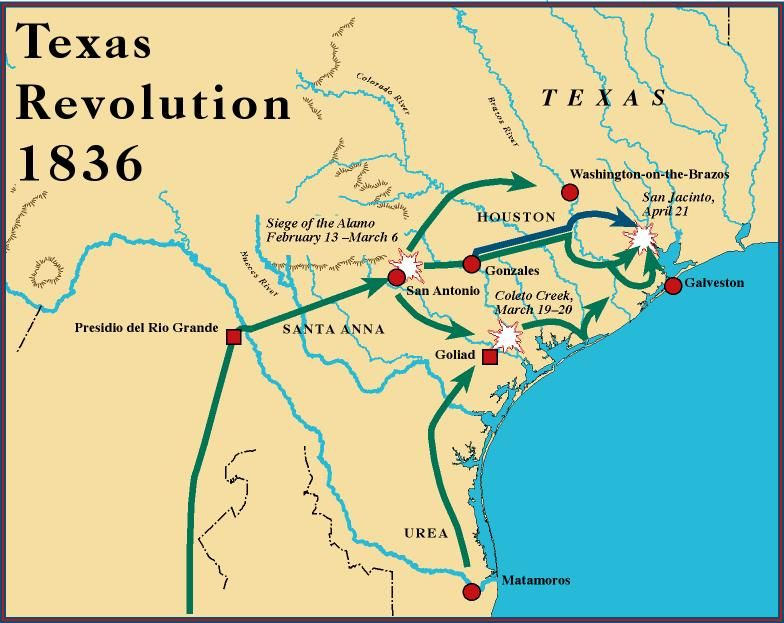 Texas
Revolution
1836
Colorado River
Brazos River
TEXAS
Washington-on-the-Brazos
San Jacinto,
April 21
HOUSTON
Siege of the Alamo
February 13 –March 6
Nueces River
Gonzales
San Antonio
Galveston
Coleto Creek,
March 19–20
Presidio del Rio Grande
SANTA ANNA
Goliad
UREA
Matamoros